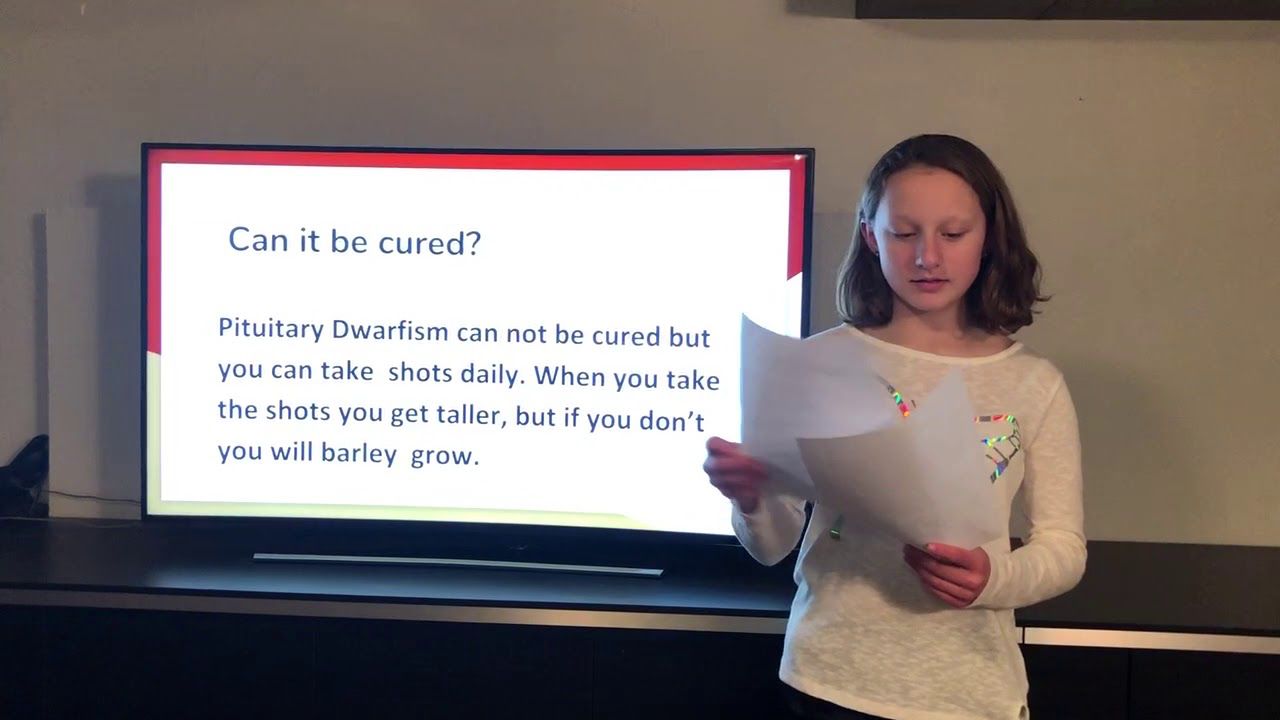 Can it be cured?
Pituitary Dwarfism can not be cured but
you can take shots daily. When you take
the shots you get taller, but if you don’t
you will barley grow.